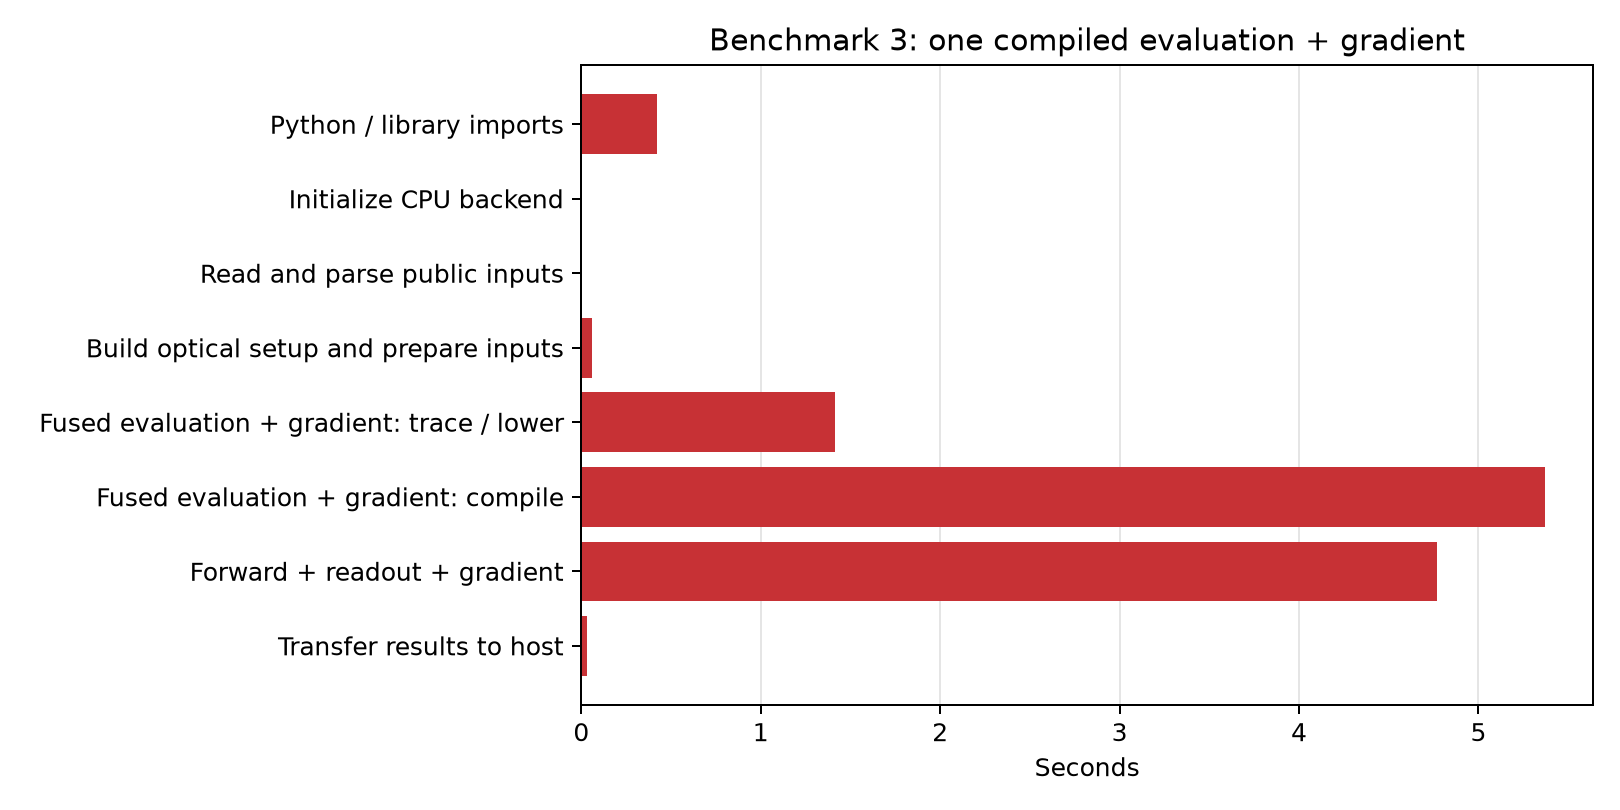 Benchmark 3: one compiled evaluation + gradient
Python / library imports
Initialize CPU backend
Read and parse public inputs
Build optical setup and prepare inputs
Fused evaluation + gradient: trace / lower
Fused evaluation + gradient: compile
Forward + readout + gradient
Transfer results to host
0 1 2 3 4 5
Seconds